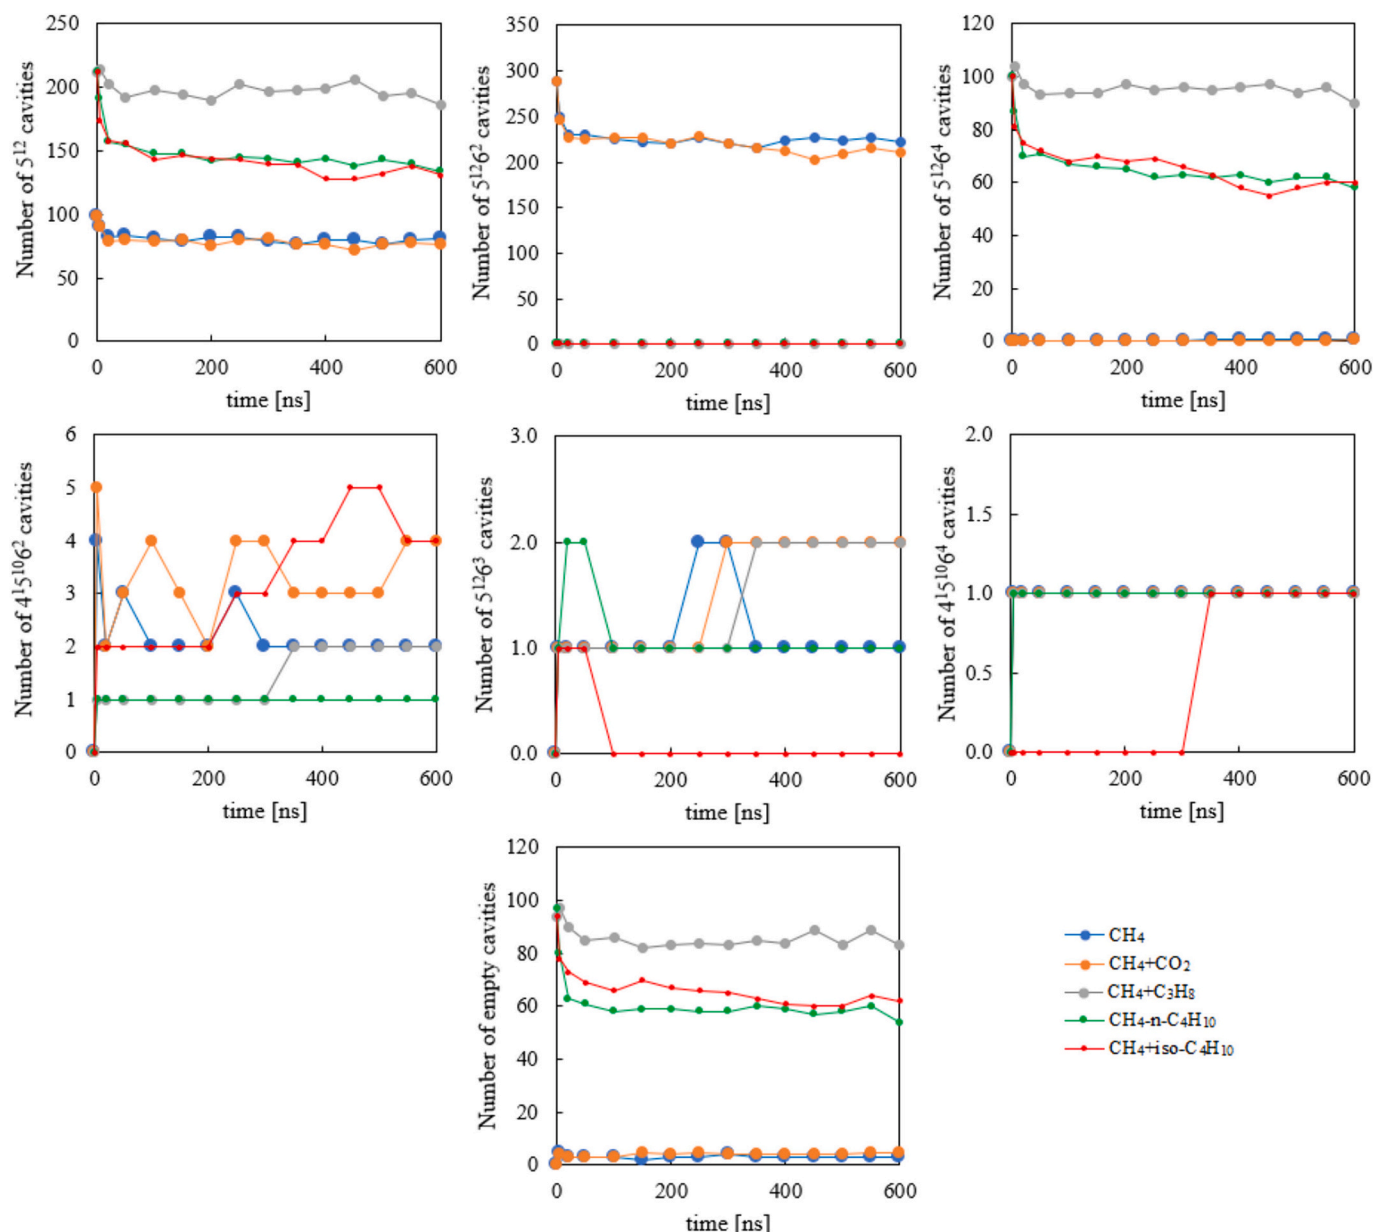 Number of 5¹² cavities
250
200
150
100
50
0
0 200 400 600
time [ns]
Number of 5¹²6² cavities
350
300
250
200
150
100
50
0
0 200 400 600
time [ns]
Number of 5¹²6⁴ cavities
120
100
80
60
40
20
0
0 200 400 600
time [ns]
Number of 4¹5¹⁰6² cavities
6
5
4
3
2
1
0
0 200 400 600
time [ns]
Number of 5¹²6³ cavities
3.0
2.0
1.0
0.0
0 200 400 600
time [ns]
Number of 4¹5¹⁰6⁴ cavities
2.0
1.5
1.0
0.5
0.0
0 200 400 600
time [ns]
Number of empty cavities
120
100
80
60
40
20
0
0 200 400 600
time [ns]
CH₄
CH₄+CO₂
CH₄+C₃H₈
CH₄-n-C₄H₁₀
CH₄+iso-C₄H₁₀